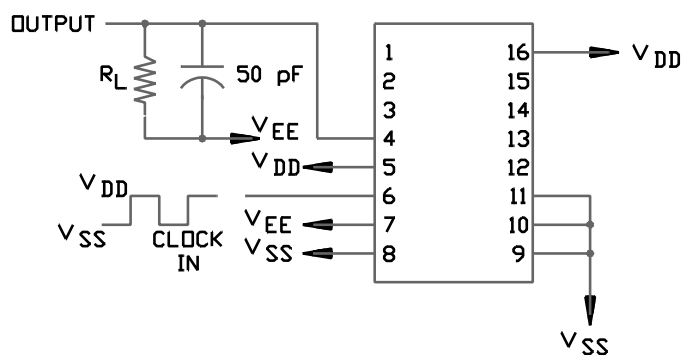 OUTPUT
RL
50 pF
VEE
VDD
VDD
VSS
CLOCK
IN
VEE
VSS
1
2
3
4
5
6
7
8
16
15
14
13
12
11
10
9
VDD
VSS